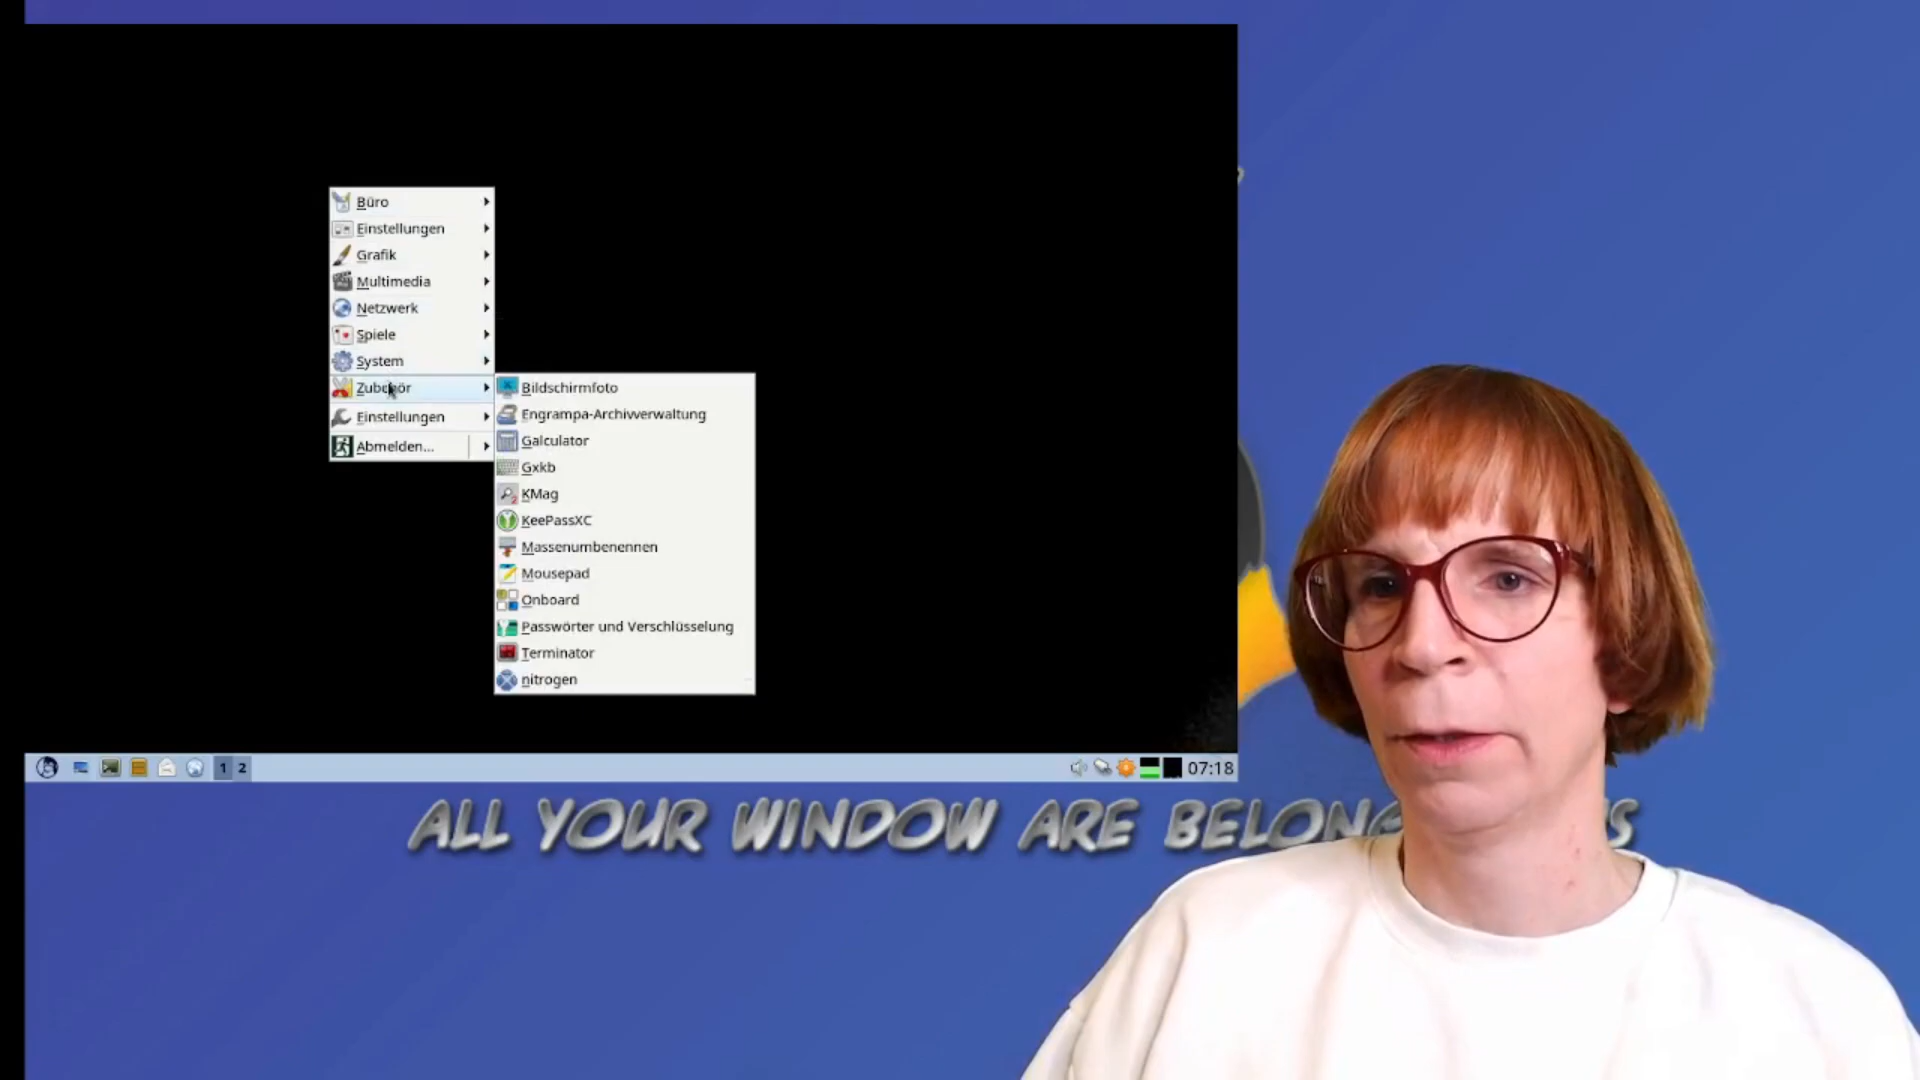 Büro
Einstellungen
Grafik
Multimedia
Netzwerk
Spiele
System
Zubehör
Einstellungen
Abmelden...
Bildschirmfoto
Engrampa-Archivverwaltung
Galculator
Gxkb
KMag
KeePassXC
Massenumbenennen
Mousepad
Onboard
Passwörter und Verschlüsselung
Terminator
nitrogen
1 2
07:18
ALL YOUR WINDOW ARE BELONG